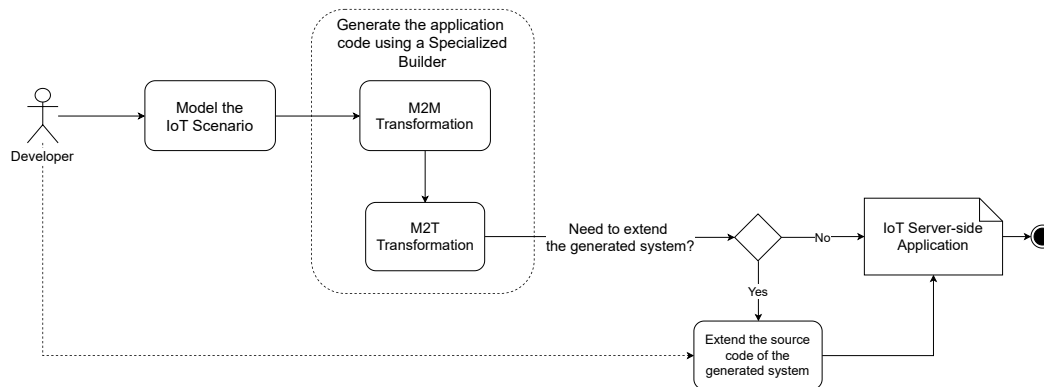 Generate the application
code using a Specialized
Builder
Developer
Model the
IoT Scenario
M2M
Transformation
M2T
Transformation
Need to extend
the generated system?
No
Yes
IoT Server-side
Application
Extend the source
code of the
generated system